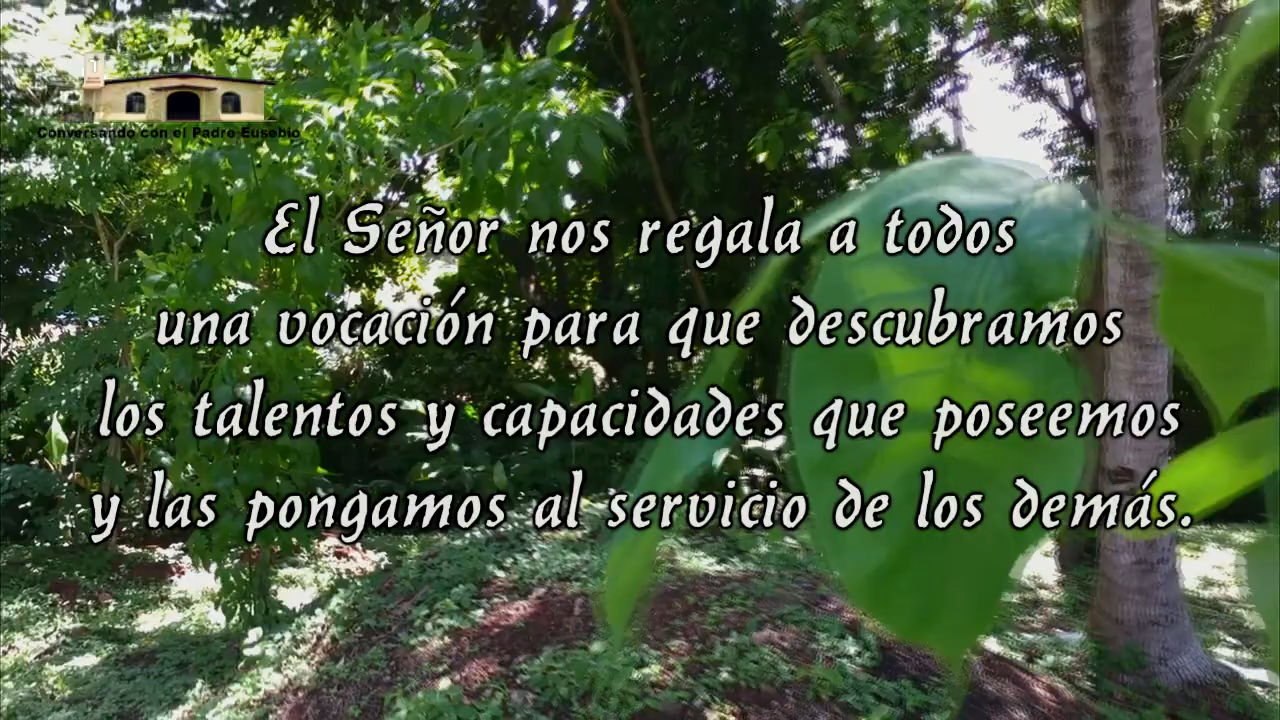 Conversando con el Padre Eusebio
El Señor nos regala a todos
una vocación para que descubramos
los talentos y capacidades que poseemos
y las pongamos al servicio de los demás.